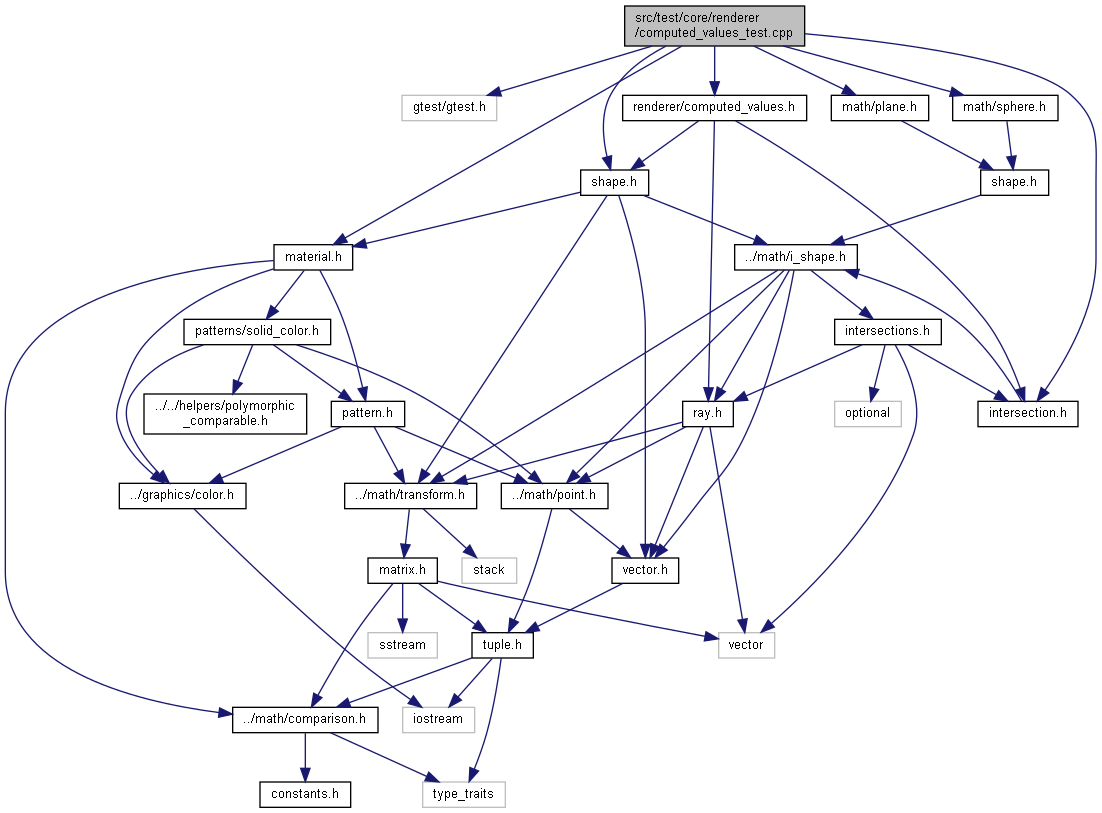 src/test/core/renderer
/computed_values_test.cpp
gtest/gtest.h
renderer/computed_values.h
math/plane.h
math/sphere.h
shape.h
shape.h
material.h
../math/i_shape.h
patterns/solid_color.h
intersections.h
../../helpers/polymorphic
_comparable.h
pattern.h
ray.h
optional
intersection.h
../graphics/color.h
../math/transform.h
../math/point.h
matrix.h
stack
vector.h
sstream
tuple.h
vector
../math/comparison.h
iostream
constants.h
type_traits